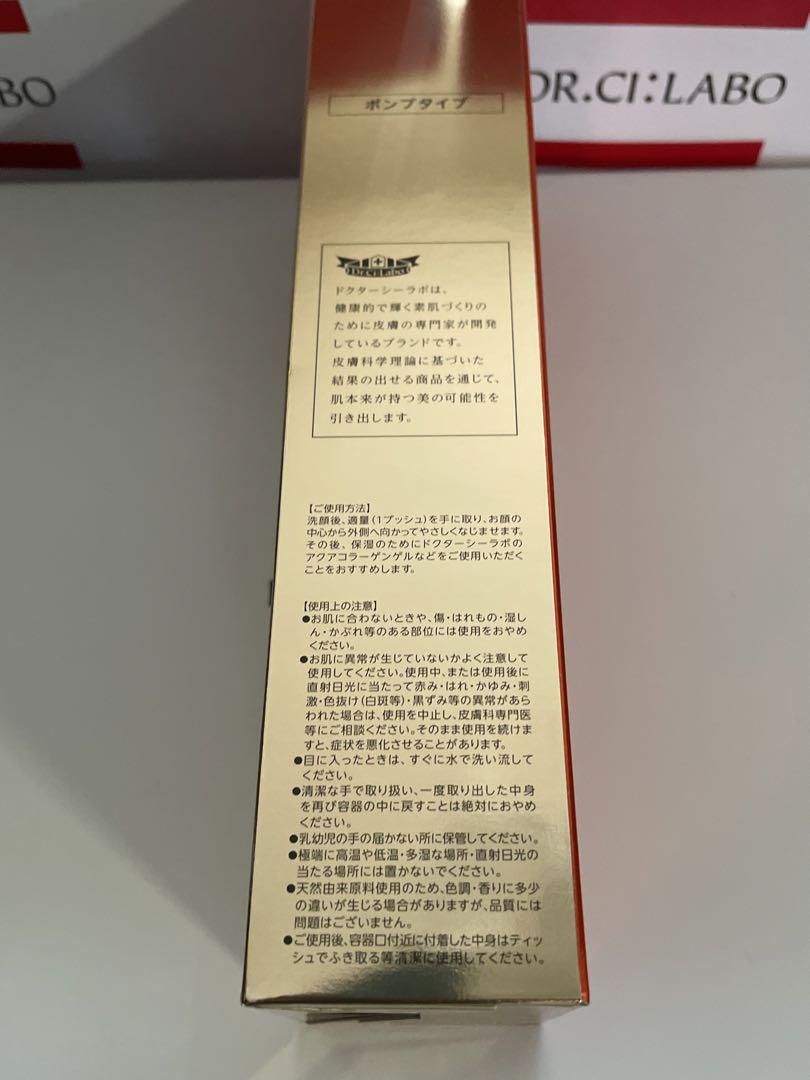 BO
DR.CI:LABO
ポンプタイプ
Dr.Ci:Labo
ドクターシーラボは、
健康的で輝く素肌づくりの
ために皮膚の専門家が開発
しているブランドです。
皮膚科学理論に基づいた
結果の出せる商品を通じて、
肌本来が持つ美の可能性を
引き出します。
【ご使用方法】
洗顔後、適量(1プッシュ)を手に取り、お顔の
中心から外側へ向かってやさしくなじませます。
その後、保湿のためにドクターシーラボの
アクアコラーゲンゲルなどをご使用いただく
ことをおすすめします。
【使用上の注意】
●お肌に合わないときや、傷・はれもの・湿し
ん・かぶれ等のある部位には使用をおやめ
ください。
●お肌に異常が生じていないかよく注意して
使用してください。使用中、または使用後に
直射日光に当たって赤み・はれ・かゆみ・刺
激・色抜け(白斑等)・黒ずみ等の異常があら
われた場合は、使用を中止し、皮膚科専門医
等にご相談ください。そのまま使用を続けま
すと、症状を悪化させることがあります。
●目に入ったときは、すぐに水で洗い流して
ください。
●清潔な手で取り扱い、一度取り出した中身
を再び容器の中に戻すことは絶対におやめ
ください。
●乳幼児の手の届かない所に保管してください。
●極端に高温や低温・多湿な場所・直射日光の
当たる場所には置かないでください。
●天然由来原料使用のため、色調・香りに多少
の違いが生じる場合がありますが、品質には
問題はございません。
●ご使用後、容器口付近に付着した中身はティッ
シュでふき取る等清潔に使用してください。